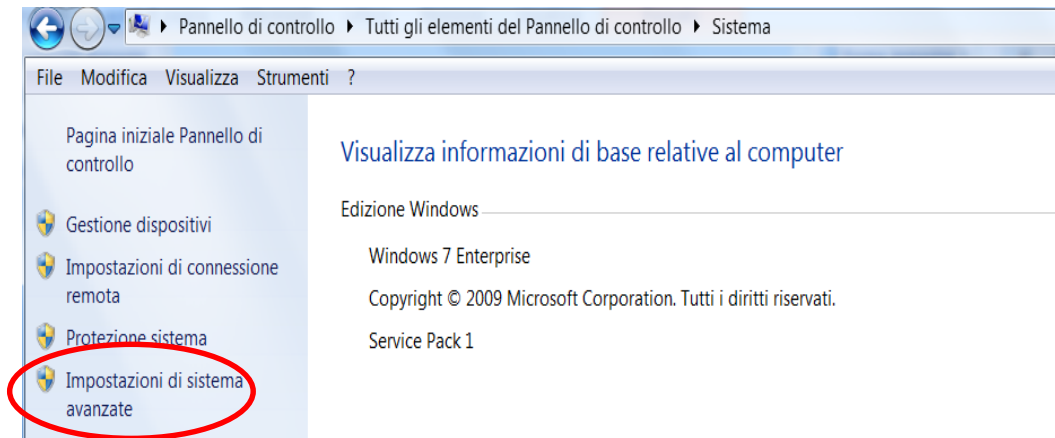 Pannello di controllo Tutti gli elementi del Pannello di controllo Sistema
File Modifica Visualizza Strumenti ?
Pagina iniziale Pannello di
controllo
Visualizza informazioni di base relative al computer
Edizione Windows
Gestione dispositivi
Windows 7 Enterprise
Impostazioni di connessione
remota
Copyright © 2009 Microsoft Corporation. Tutti i diritti riservati.
Protezione sistema
Service Pack 1
Impostazioni di sistema
avanzate